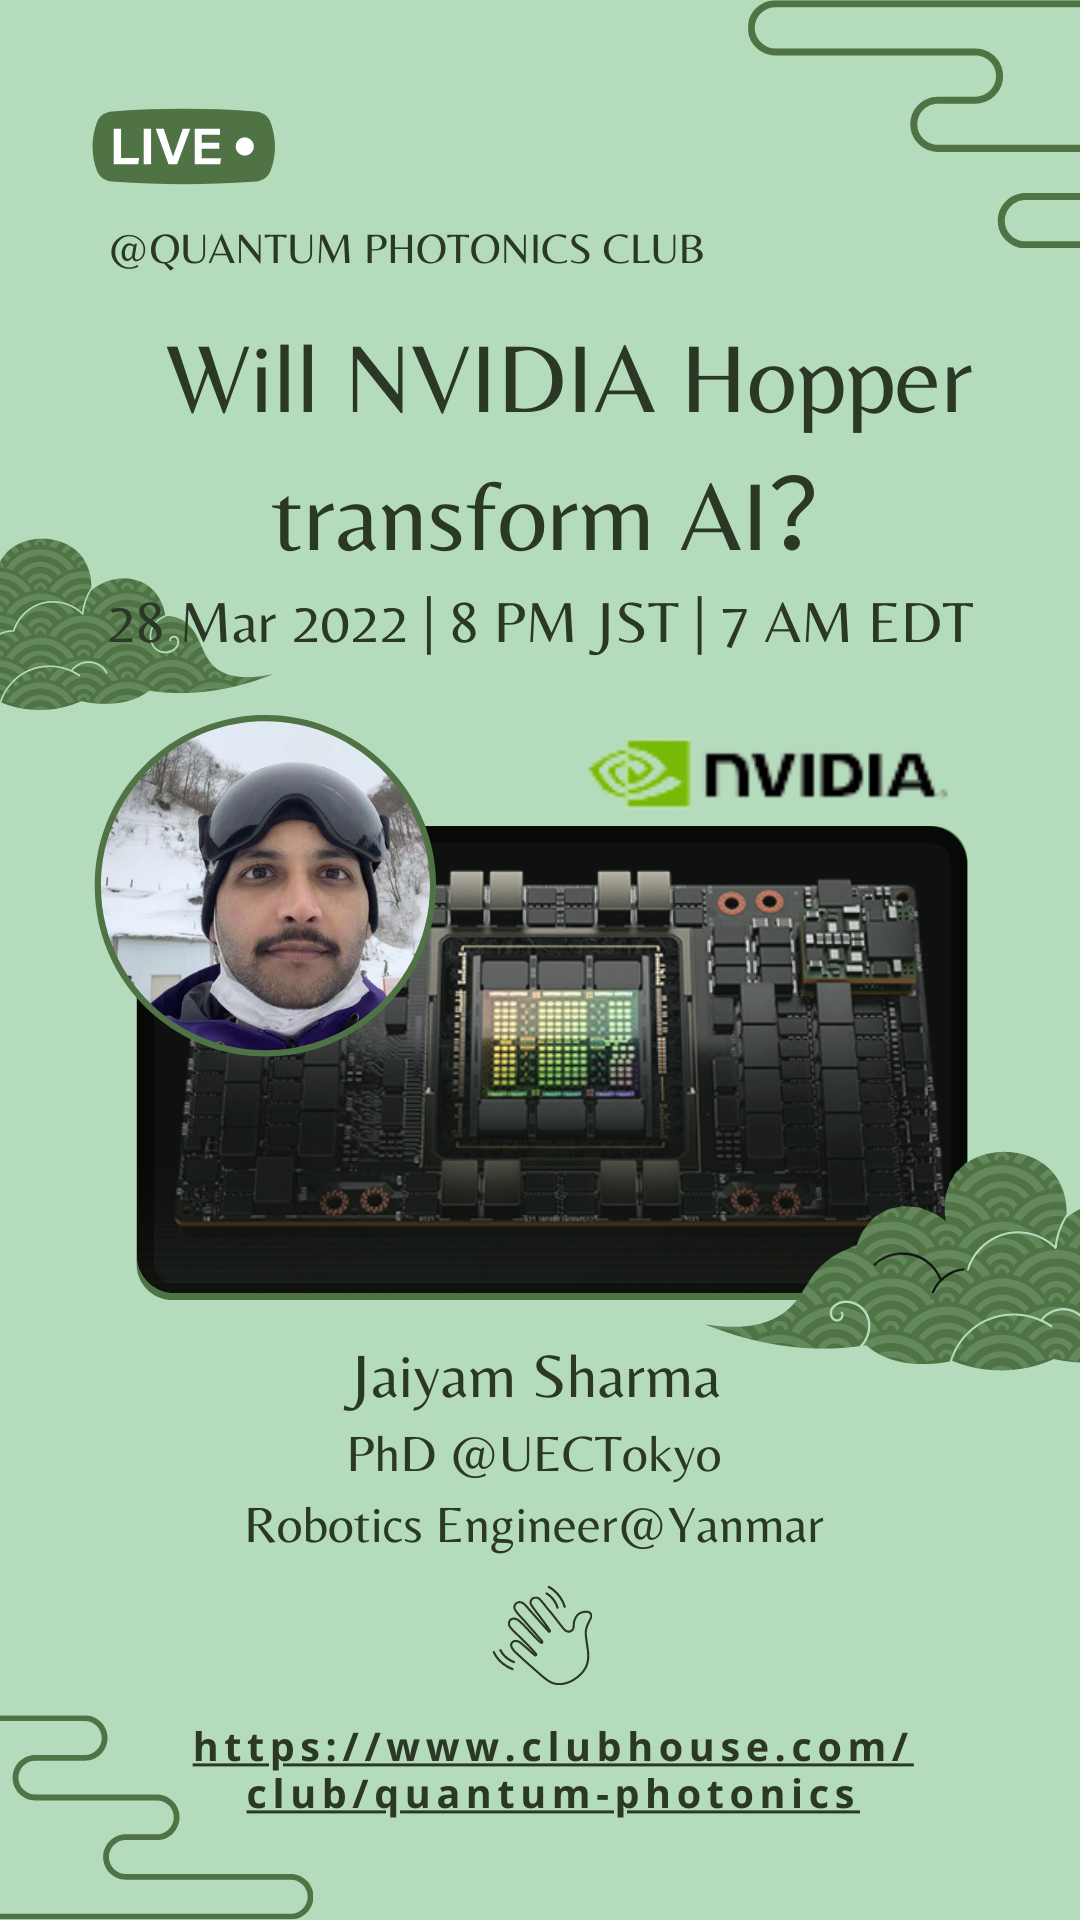 LIVE
@QUANTUM PHOTONICS CLUB
Will NVIDIA Hopper
transform AI?
28 Mar 2022 | 8 PM JST | 7 AM EDT
NVIDIA.
Jaiyam Sharma
PhD @UECTokyo
Robotics Engineer@Yanmar
https://www.clubhouse.com/
club/quantum-photonics